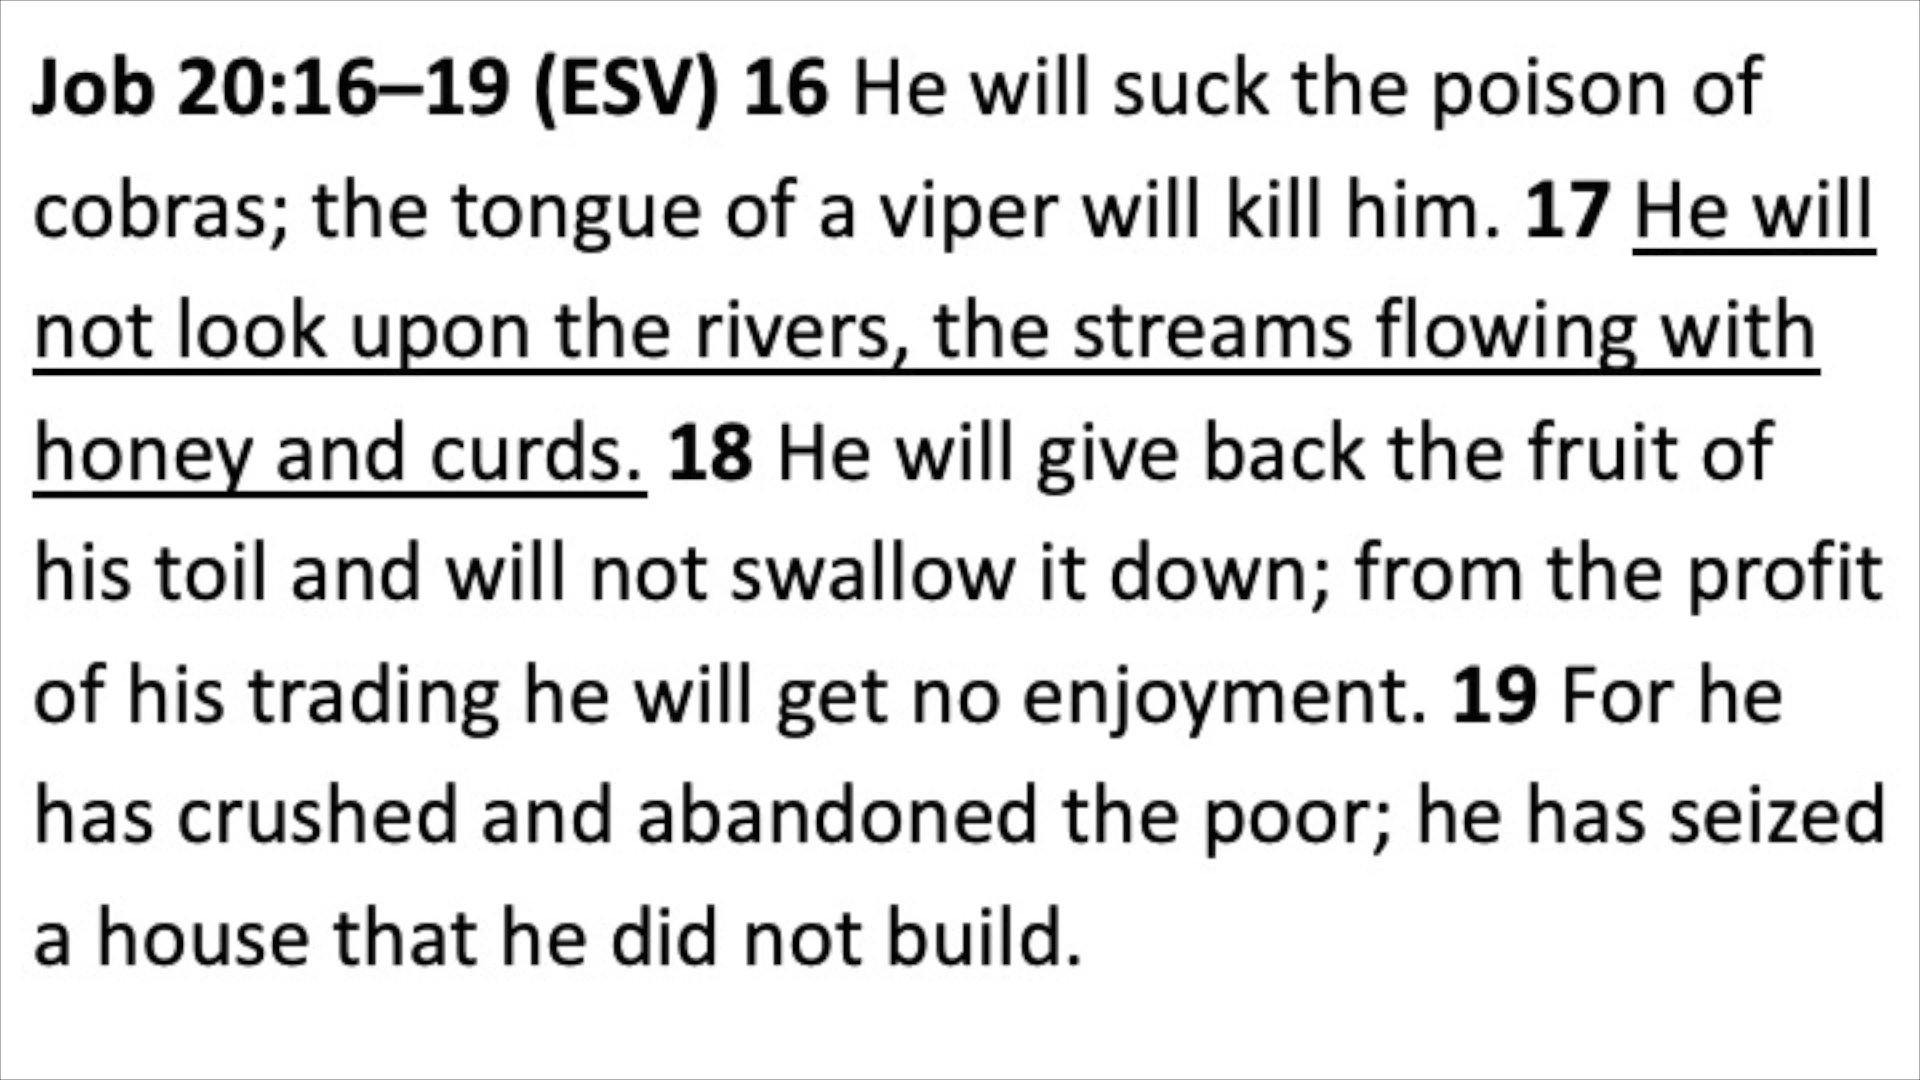 Job 20:16–19 (ESV) 16 He will suck the poison of
cobras; the tongue of a viper will kill him. 17 He will
not look upon the rivers, the streams flowing with
honey and curds. 18 He will give back the fruit of
his toil and will not swallow it down; from the profit
of his trading he will get no enjoyment. 19 For he
has crushed and abandoned the poor; he has seized
a house that he did not build.